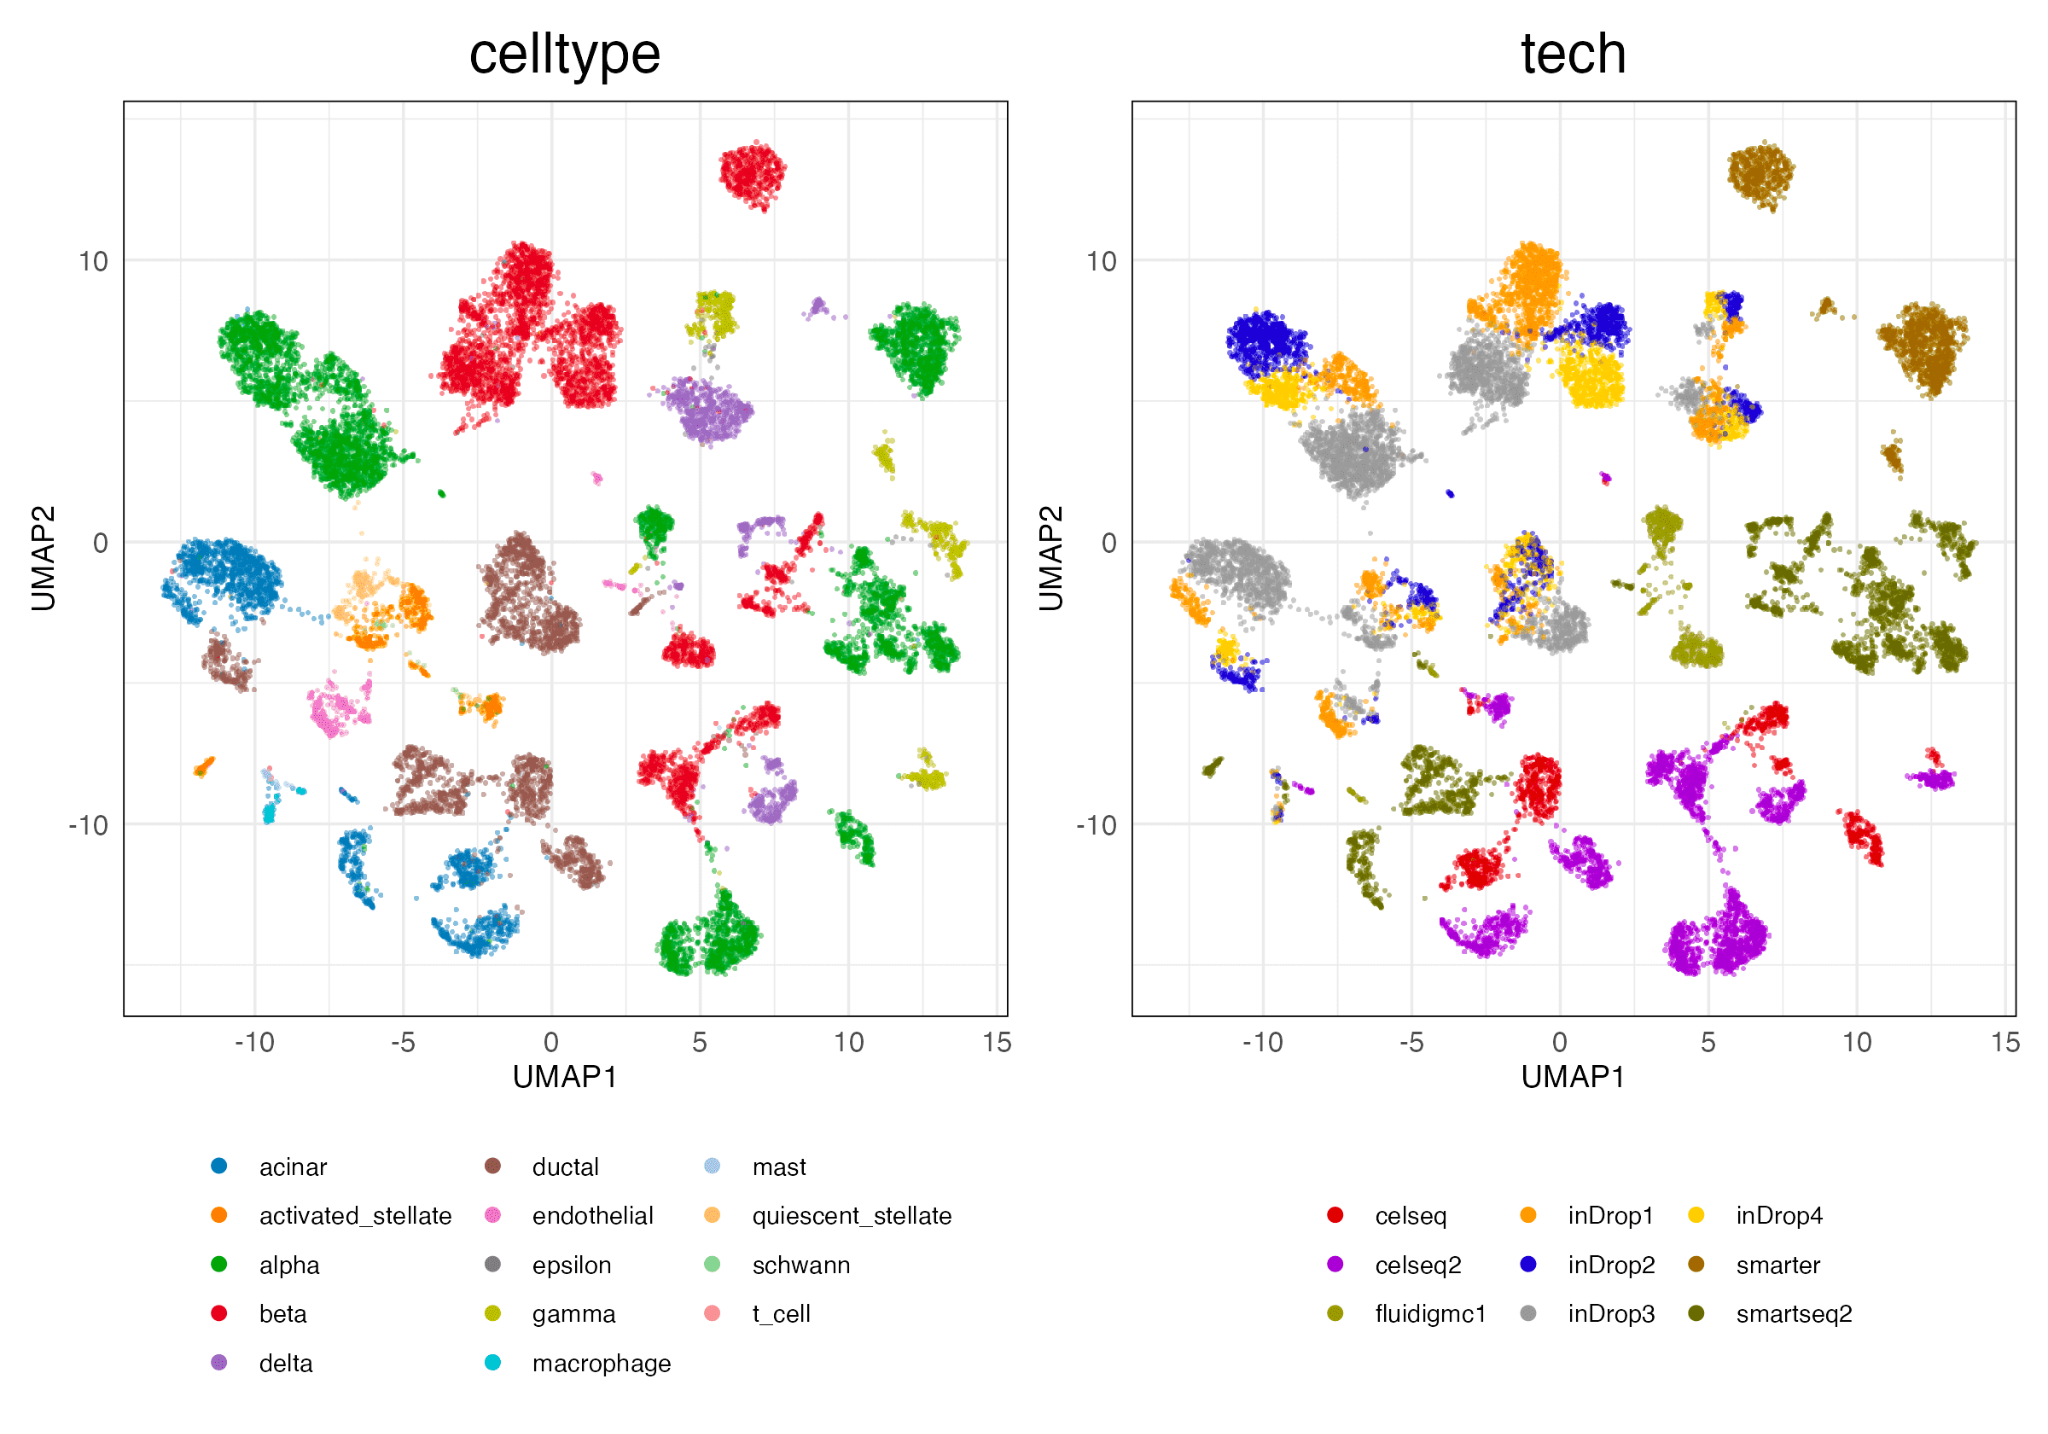 celltype
10
0
-10
UMAP2
-10 -5 0 5 10 15
UMAP1
acinar
activated_stellate
alpha
beta
delta
ductal
endothelial
epsilon
gamma
macrophage
mast
quiescent_stellate
schwann
t_cell
tech
10
0
-10
UMAP2
-10 -5 0 5 10 15
UMAP1
celseq
celseq2
fluidigmc1
inDrop1
inDrop2
inDrop3
inDrop4
smarter
smartseq2